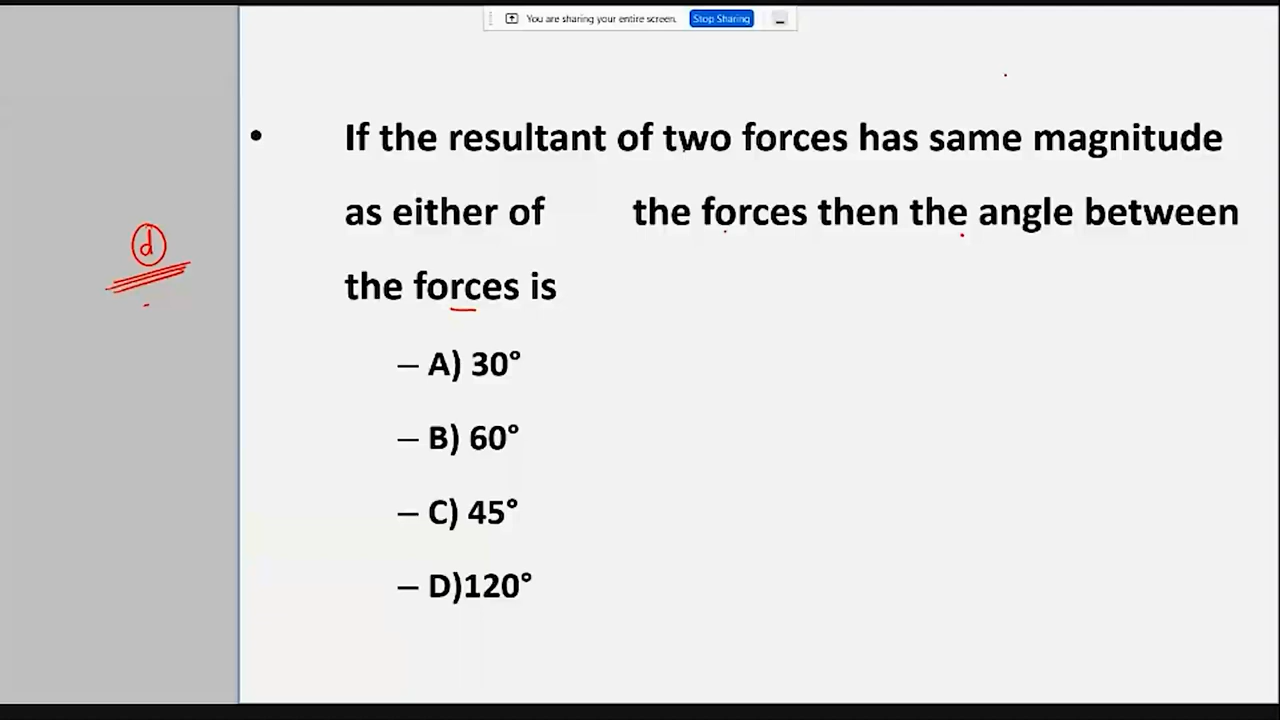 You are sharing your entire screen. Stop Sharing
• If the resultant of two forces has same magnitude
as either of the forces then the angle between
the forces is
d
– A) 30°
– B) 60°
– C) 45°
– D)120°